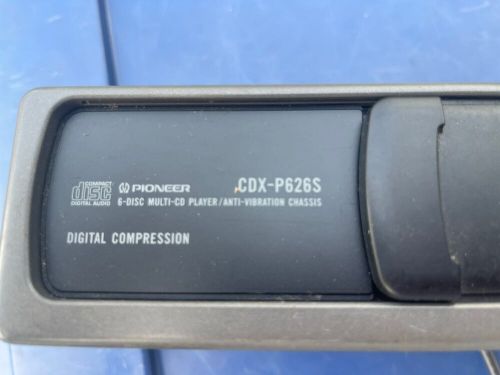 COMPACT
disc
DIGITAL AUDIO
PIONEER
CDX-P626S
6-DISC MULTI-CD PLAYER/ANTI-VIBRATION CHASSIS
DIGITAL COMPRESSION